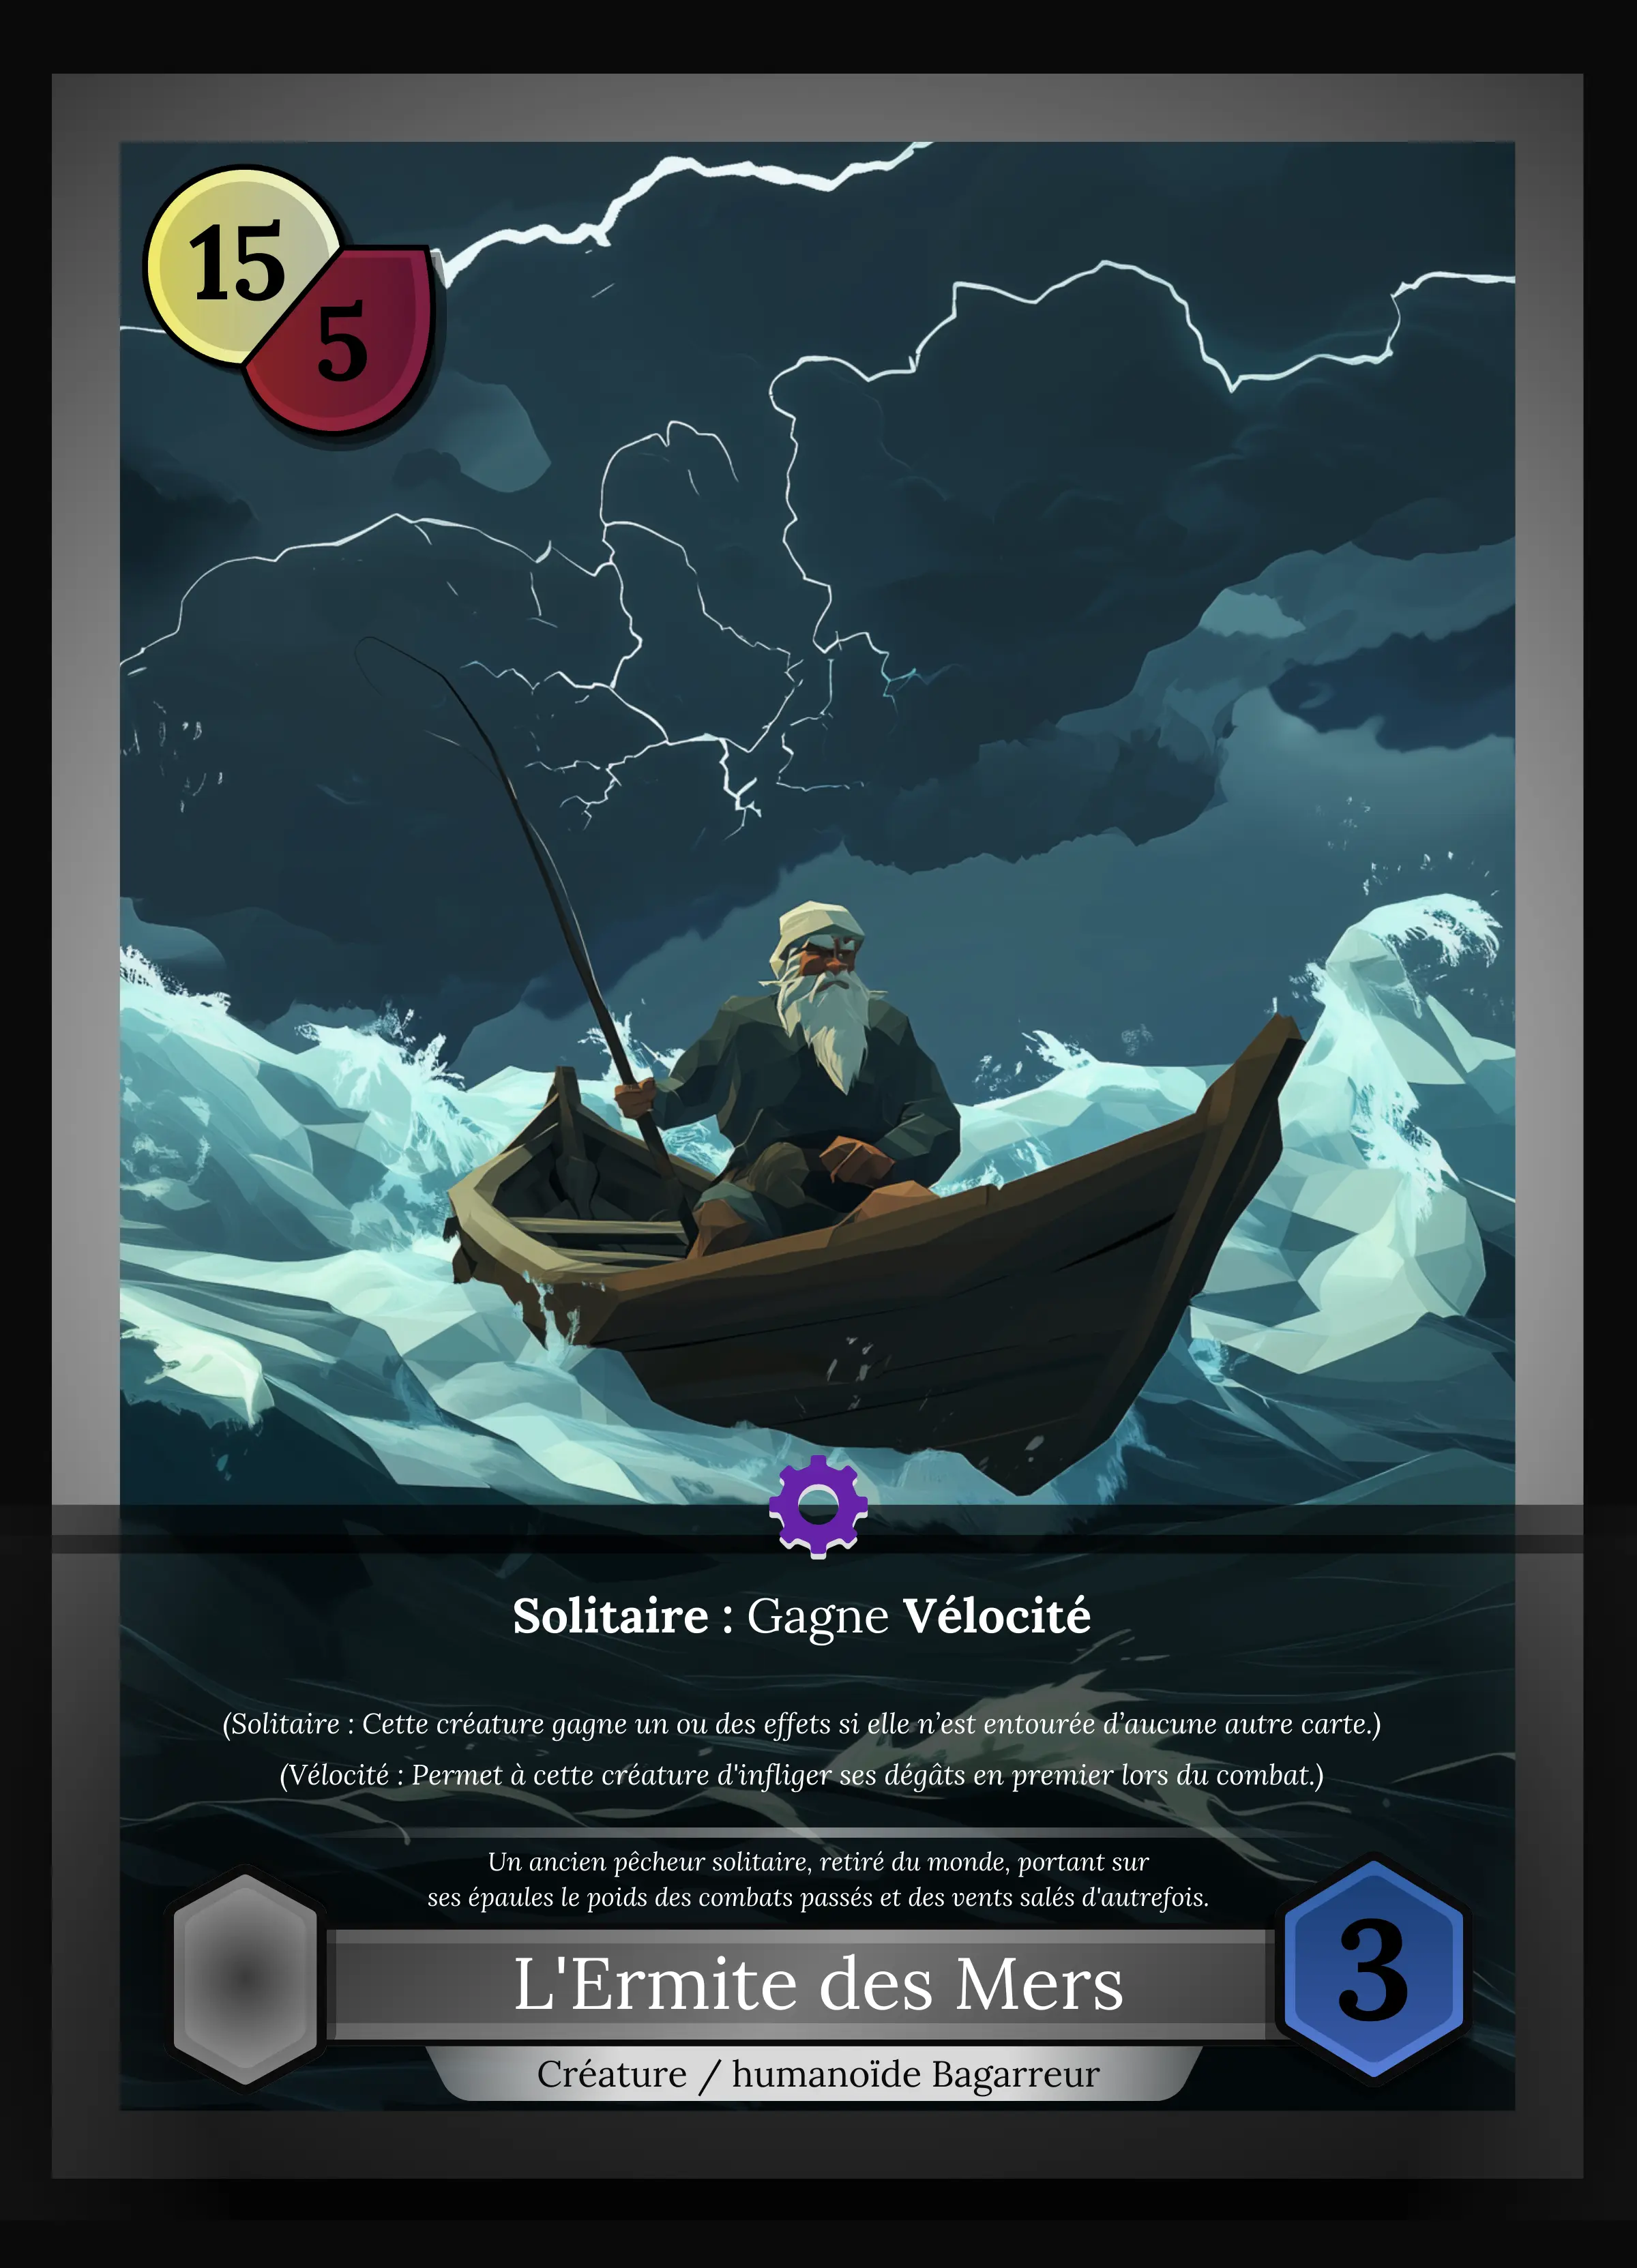 15
5
Solitaire : Gagne Vélocité
(Solitaire : Cette créature gagne un ou des effets si elle n’est entourée d’aucune autre carte.)
(Vélocité : Permet à cette créature d'infliger ses dégâts en premier lors du combat.)
Un ancien pêcheur solitaire, retiré du monde, portant sur
ses épaules le poids des combats passés et des vents salés d'autrefois.
L'Ermite des Mers
3
Créature / humanoïde Bagarreur